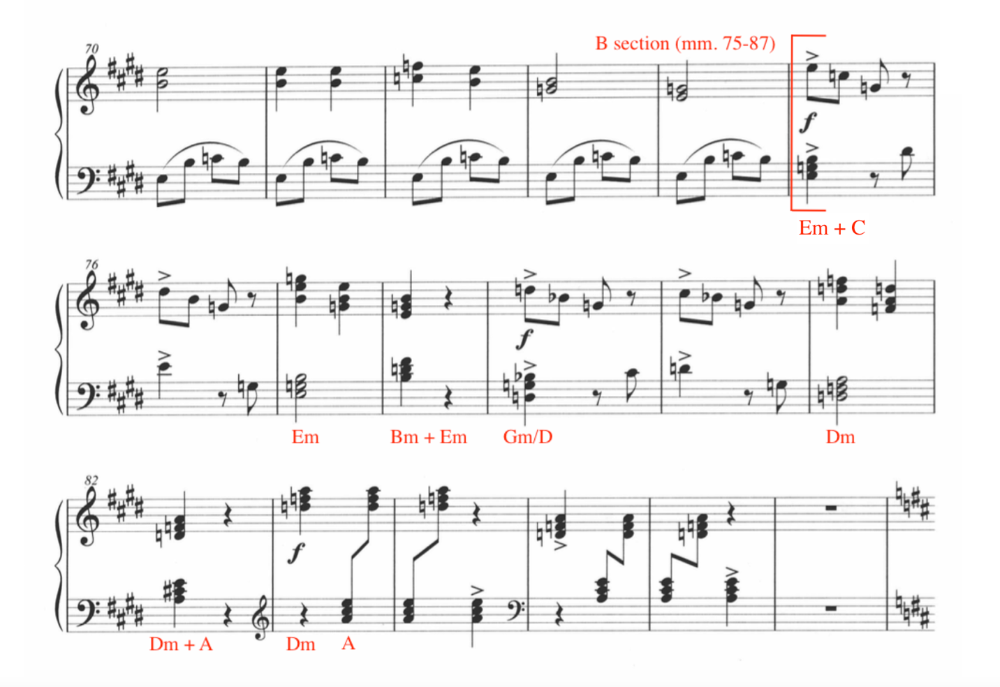 70
B section (mm. 75-87)
f
Em + C
76
f
Em
Bm + Em
Gm/D
Dm
82
f
Dm + A
Dm
A